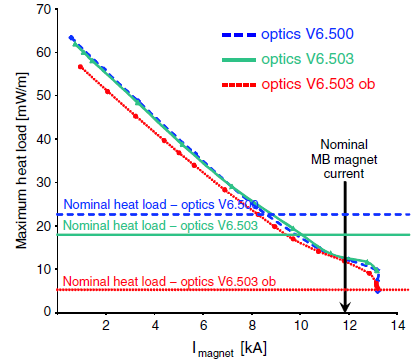 70
60
50
40
30
20
10
0
Maximum heat load [mW/m]
optics V6.500
optics V6.503
optics V6.503 ob
Nominal
MB magnet
current
Nominal heat load – optics V6.500
Nominal heat load – optics V6.503
Nominal heat load – optics V6.503 ob
2 4 6 8 10 12 14
I magnet [kA]